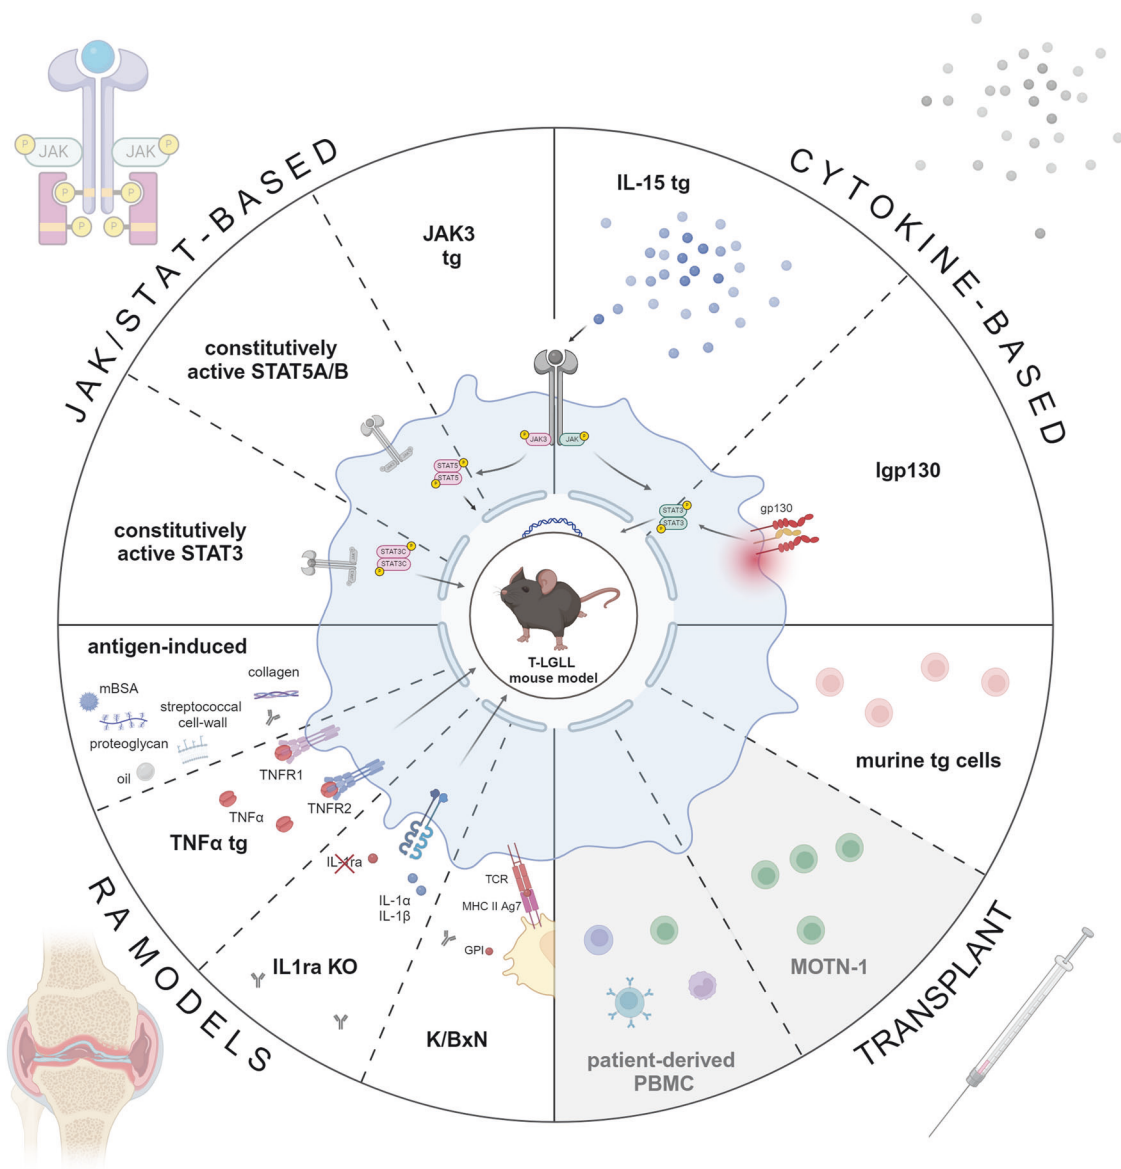 JAK/STAT-BASED
CYTOKINE-BASED
RA MODELS
TRANSPLANT
P
JAK
JAK
P
P
P
P
P
JAK3
tg
IL-15 tg
constitutively
active STAT5A/B
constitutively
active STAT3
lgp130
gp130
P
JAK3
JAK
P
STAT5
P
STAT5
P
STAT3
P
STAT3
P
STAT3C
P
STAT3C
P
T-LGLL
mouse model
antigen-induced
mBSA
collagen
streptococcal
cell-wall
proteoglycan
oil
TNFR1
TNFR2
TNFα
TNFα tg
IL-1ra
IL-1α
IL-1β
IL1ra KO
TCR
MHC II Ag7
GPI
K/BxN
murine tg cells
MOTN-1
patient-derived
PBMC